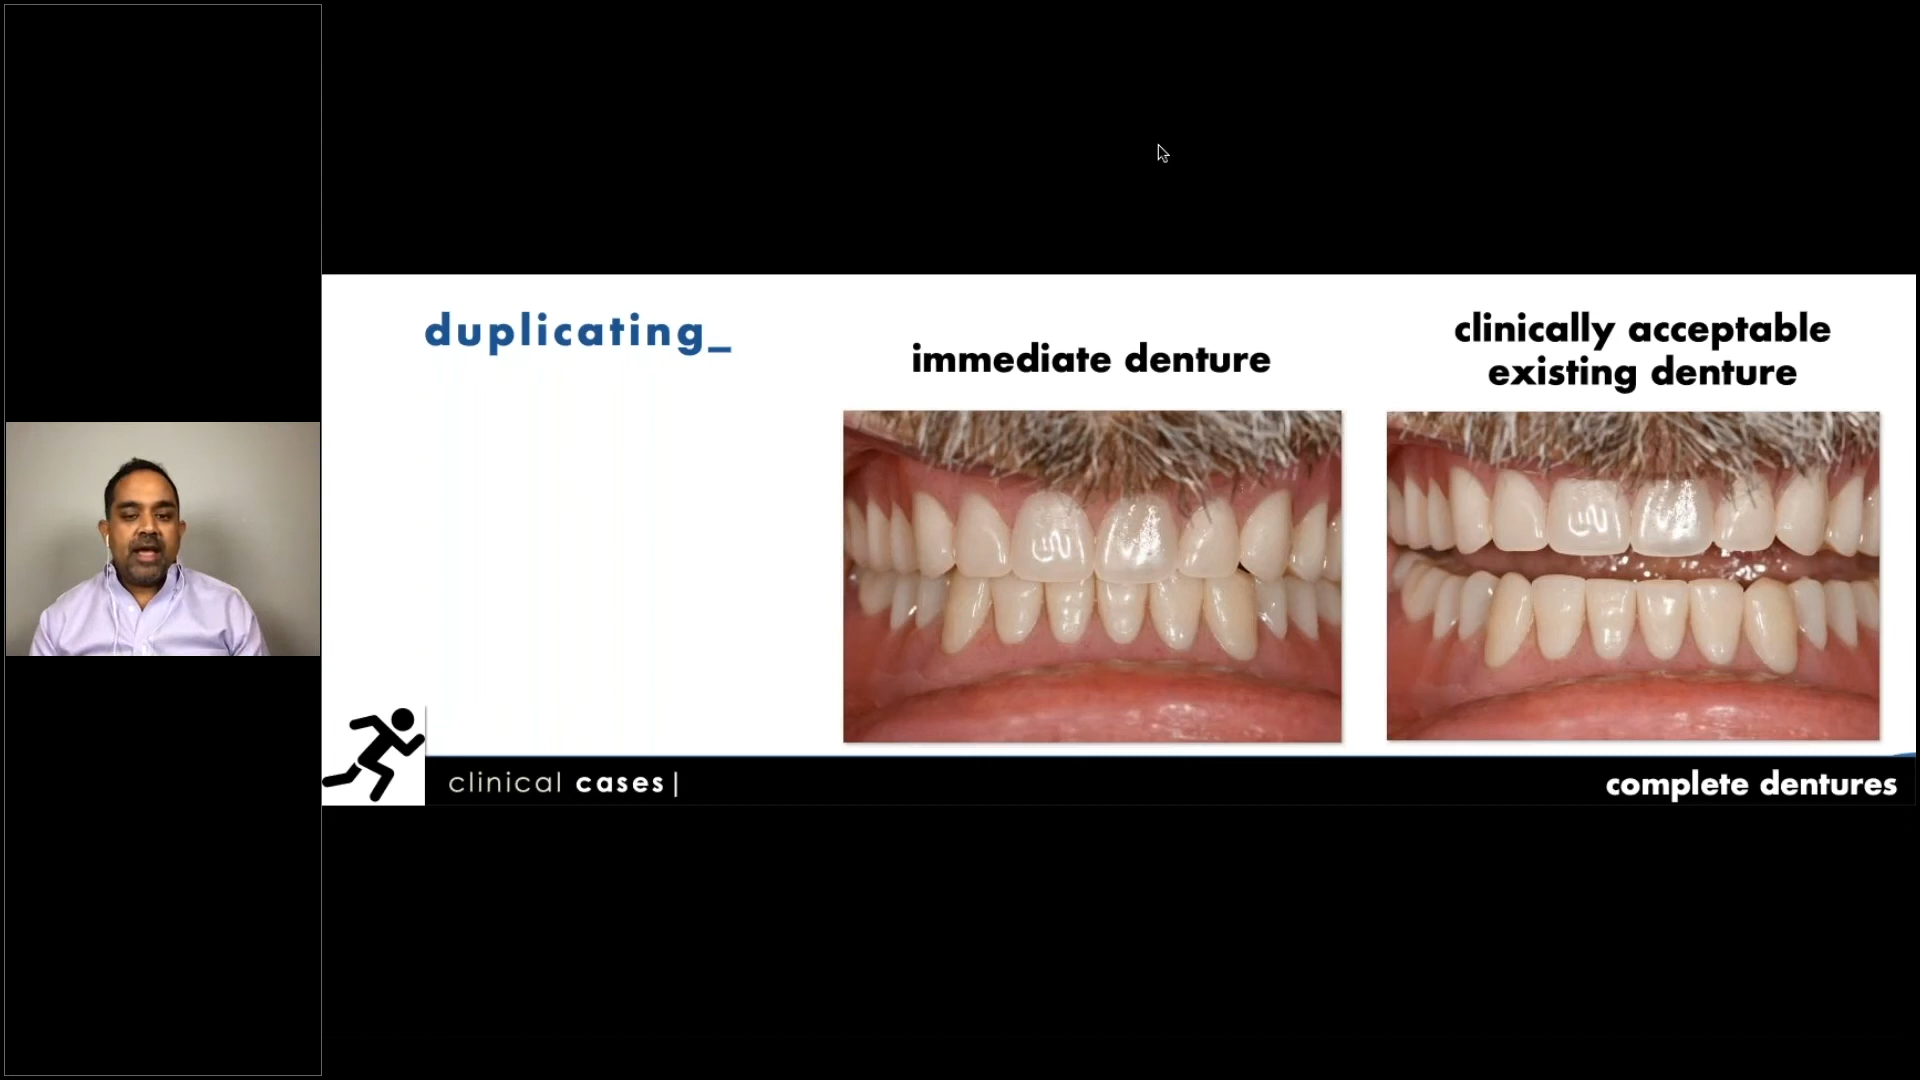 duplicating_
immediate denture
clinically acceptable
existing denture
clinical cases|
complete dentures